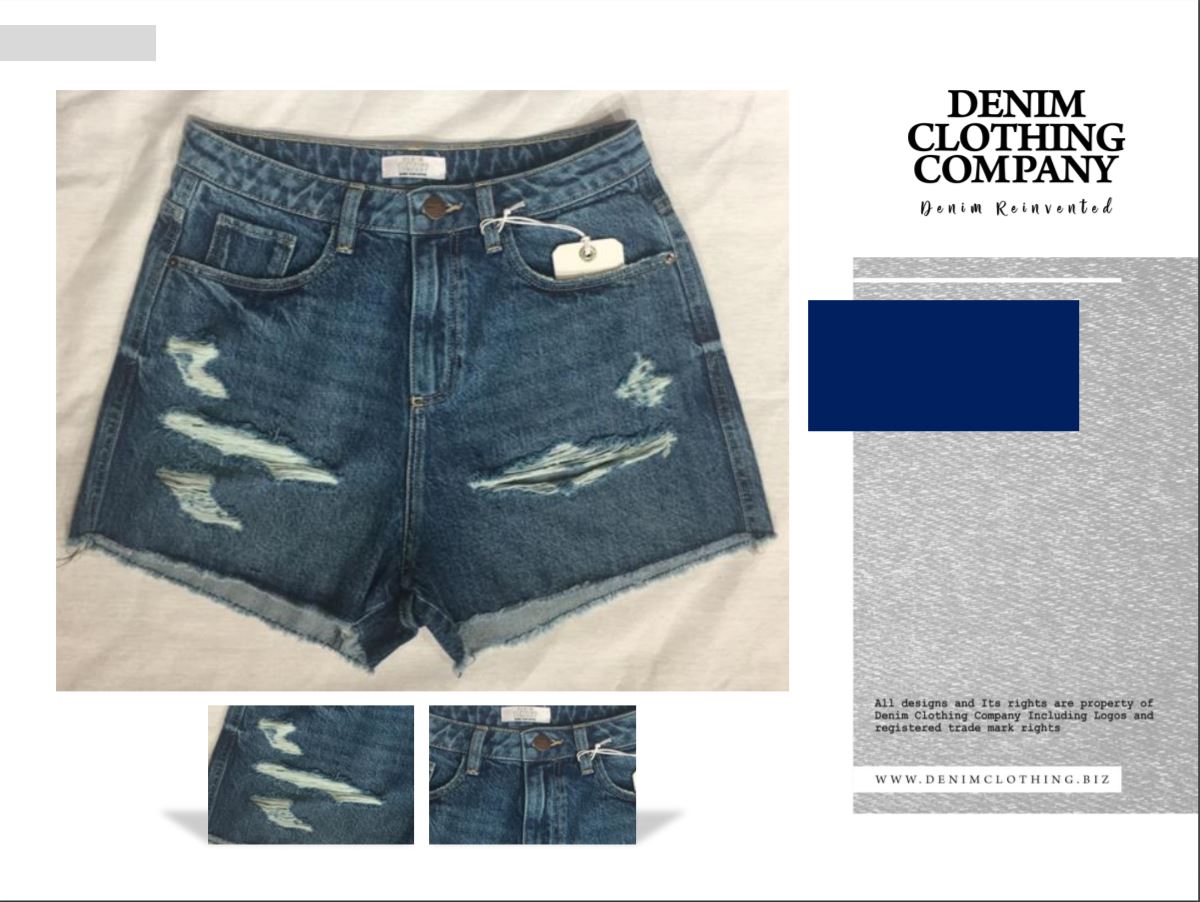 DENIM
CLOTHING
COMPANY
Denim Reinvented
All designs and Its rights are property of
Denim Clothing Company Including Logos and
registered trade mark rights
WWW.DENIMCLOTHING.BIZ